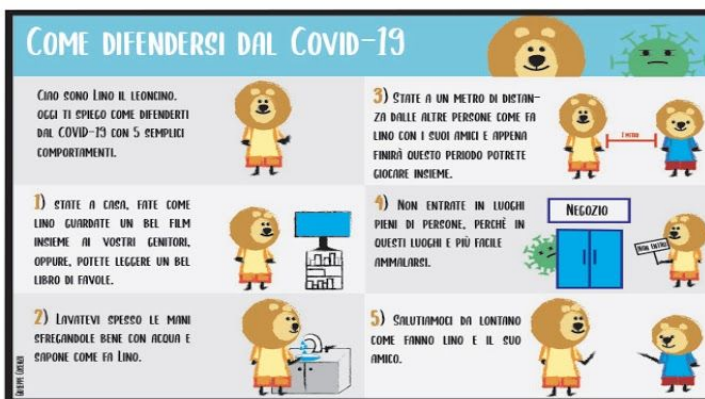 Come difendersi dal Covid-19
Ciao sono Lino il leoncino.
Oggi ti spiego come difenderti
dal COVID-19 con 5 semplici
comportamenti.
1) State a casa, fate come
Lino guardate un bel film
insieme ai vostri genitori,
oppure, potete leggere un bel
libro di favole.
2) Lavatevi spesso le mani
sfregandole bene con acqua e
sapone come fa Lino.
3) State a un metro di distan-
za dalle altre persone come fa
Lino con i suoi amici e appena
finirà questo periodo potrete
giocare insieme.
1 metro
4) Non entrate in luoghi
pieni di persone, perchè in
questi luoghi e più facile
ammalarsi.
Negozio
Non entro
5) Salutiamoci da lontano
come fanno Lino e il suo
amico.